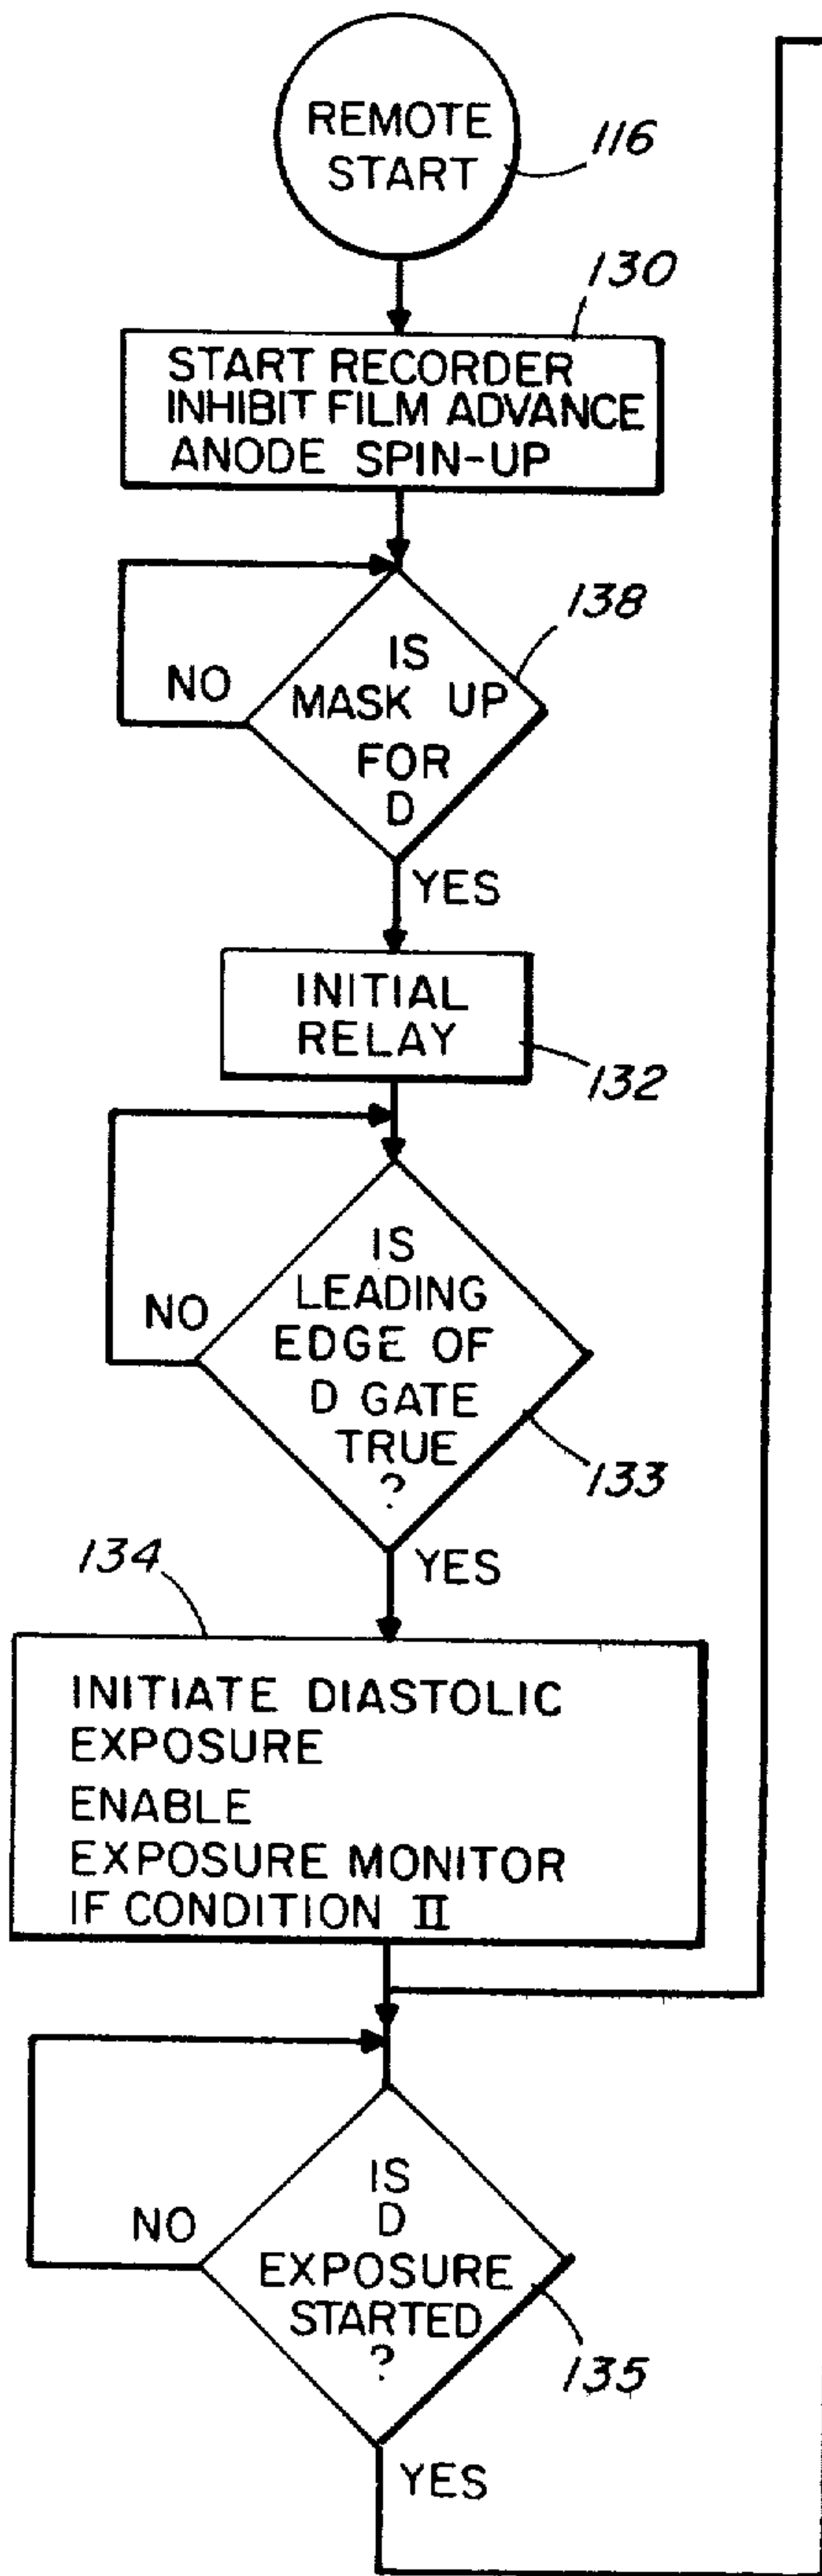 REMOTE
START
116
130
START RECORDER
INHIBIT FILM ADVANCE
ANODE SPIN-UP
138
IS
MASK UP
FOR
D
NO
YES
INITIAL
RELAY
132
IS
LEADING
EDGE OF
D GATE
TRUE
?
NO
133
YES
134
INITIATE DIASTOLIC
EXPOSURE
ENABLE
EXPOSURE MONITOR
IF CONDITION II
IS
D
EXPOSURE
STARTED
?
NO
135
YES